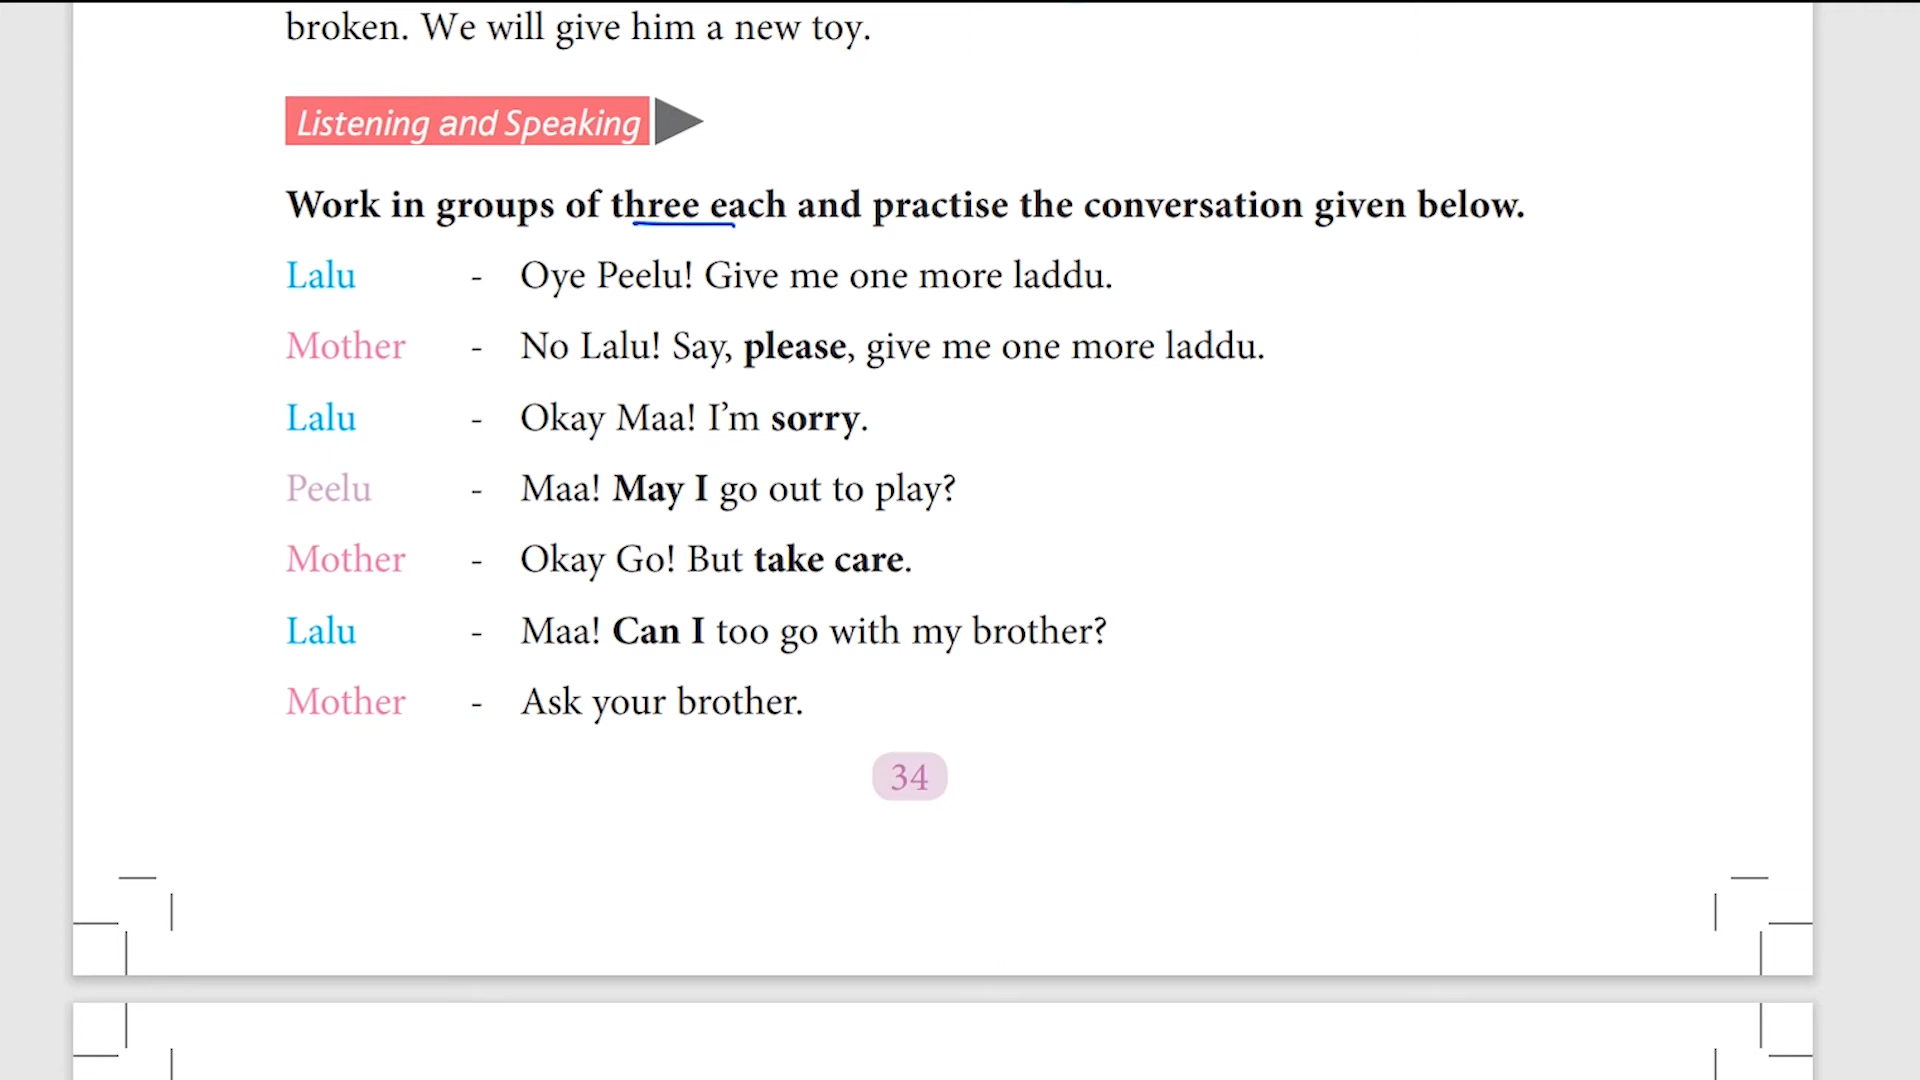 broken. We will give him a new toy.
Listening and Speaking
Work in groups of three each and practise the conversation given below.
Lalu - Oye Peelu! Give me one more laddu.
Mother - No Lalu! Say, please, give me one more laddu.
Lalu - Okay Maa! I’m sorry.
Peelu - Maa! May I go out to play?
Mother - Okay Go! But take care.
Lalu - Maa! Can I too go with my brother?
Mother - Ask your brother.
34